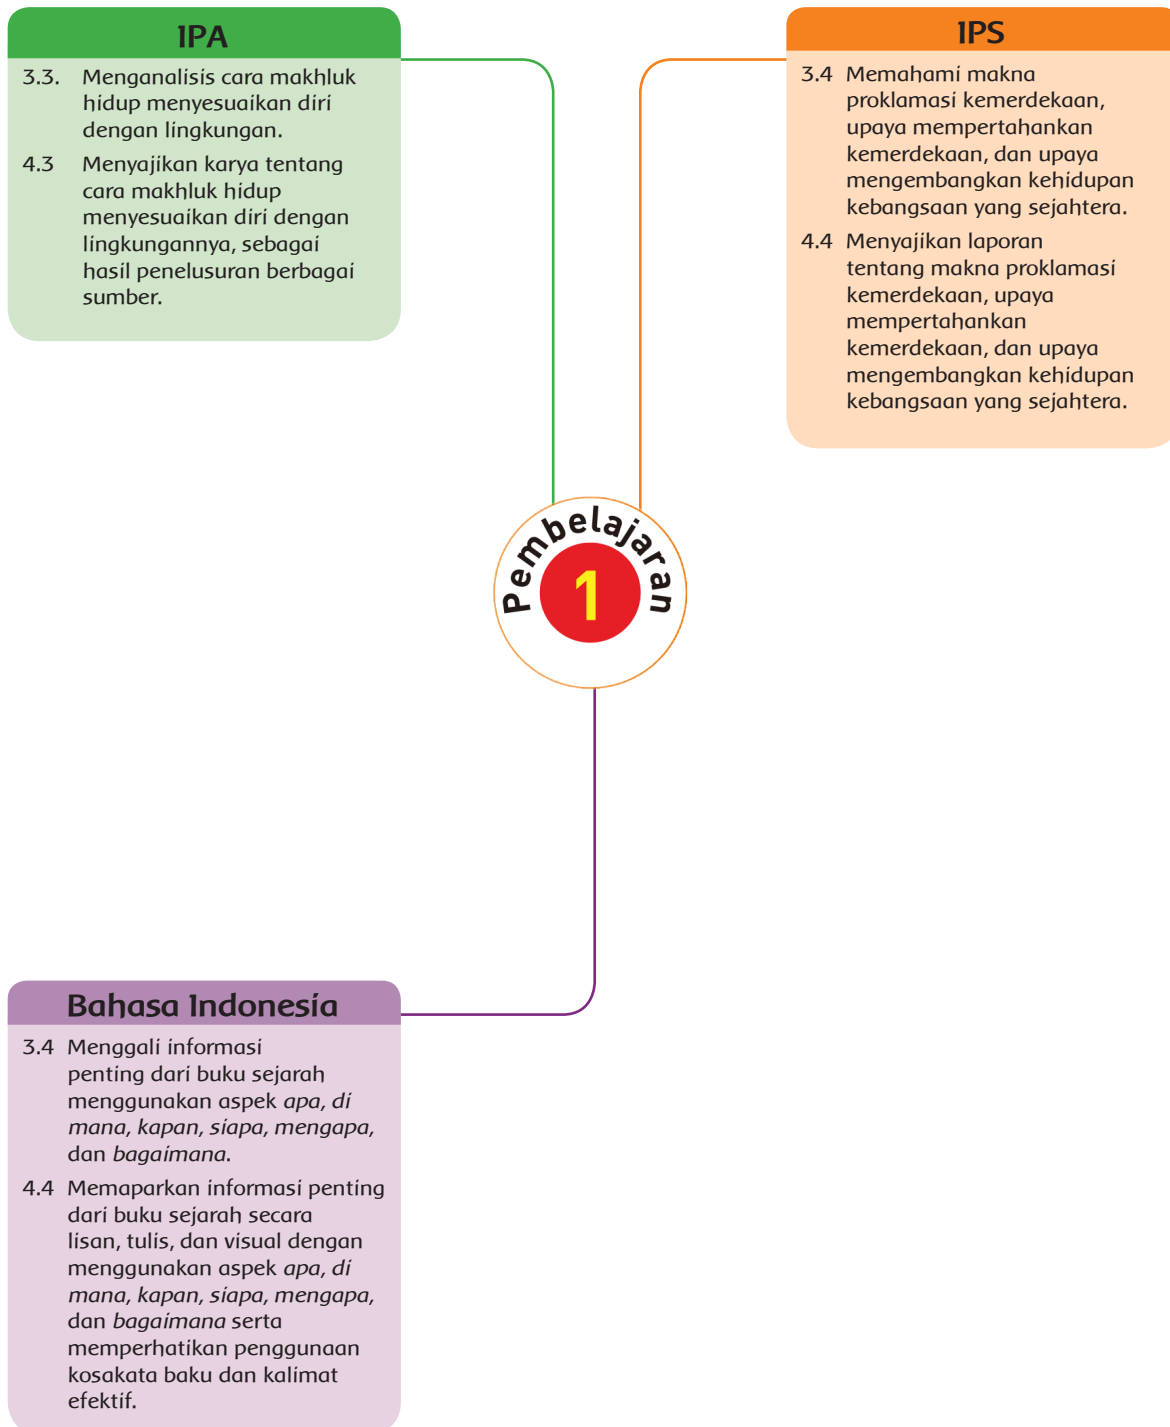 IPA
3.3. Menganalisis cara makhluk
hidup menyesuaikan diri
dengan lingkungan.
4.3 Menyajikan karya tentang
cara makhluk hidup
menyesuaikan diri dengan
lingkungannya, sebagai
hasil penelusuran berbagai
sumber.
IPS
3.4 Memahami makna
proklamasi kemerdekaan,
upaya mempertahankan
kemerdekaan, dan upaya
mengembangkan kehidupan
kebangsaan yang sejahtera.
4.4 Menyajikan laporan
tentang makna proklamasi
kemerdekaan, upaya
mempertahankan
kemerdekaan, dan upaya
mengembangkan kehidupan
kebangsaan yang sejahtera.
Pembelajaran
1
Bahasa Indonesia
3.4 Menggali informasi
penting dari buku sejarah
menggunakan aspek apa, di
mana, kapan, siapa, mengapa,
dan bagaimana.
4.4 Memaparkan informasi penting
dari buku sejarah secara
lisan, tulis, dan visual dengan
menggunakan aspek apa, di
mana, kapan, siapa, mengapa,
dan bagaimana serta
memperhatikan penggunaan
kosakata baku dan kalimat
efektif.